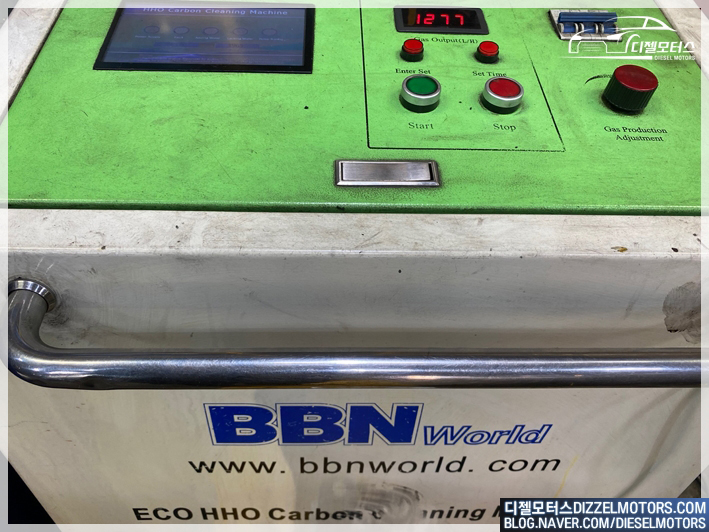 HHO Carbon Cleaning Machine
1277
Gas Output(L/H)
Enter Set
Set Time
Start
Stop
Gas Production
Adjustment
디젤모터스
DIESEL MOTORS
BBN World
www.bbnworld.com
ECO HHO Carbon
디젤모터스DIZZELMOTORS.COM
BLOG.NAVER.COM/DIESELMOTORS